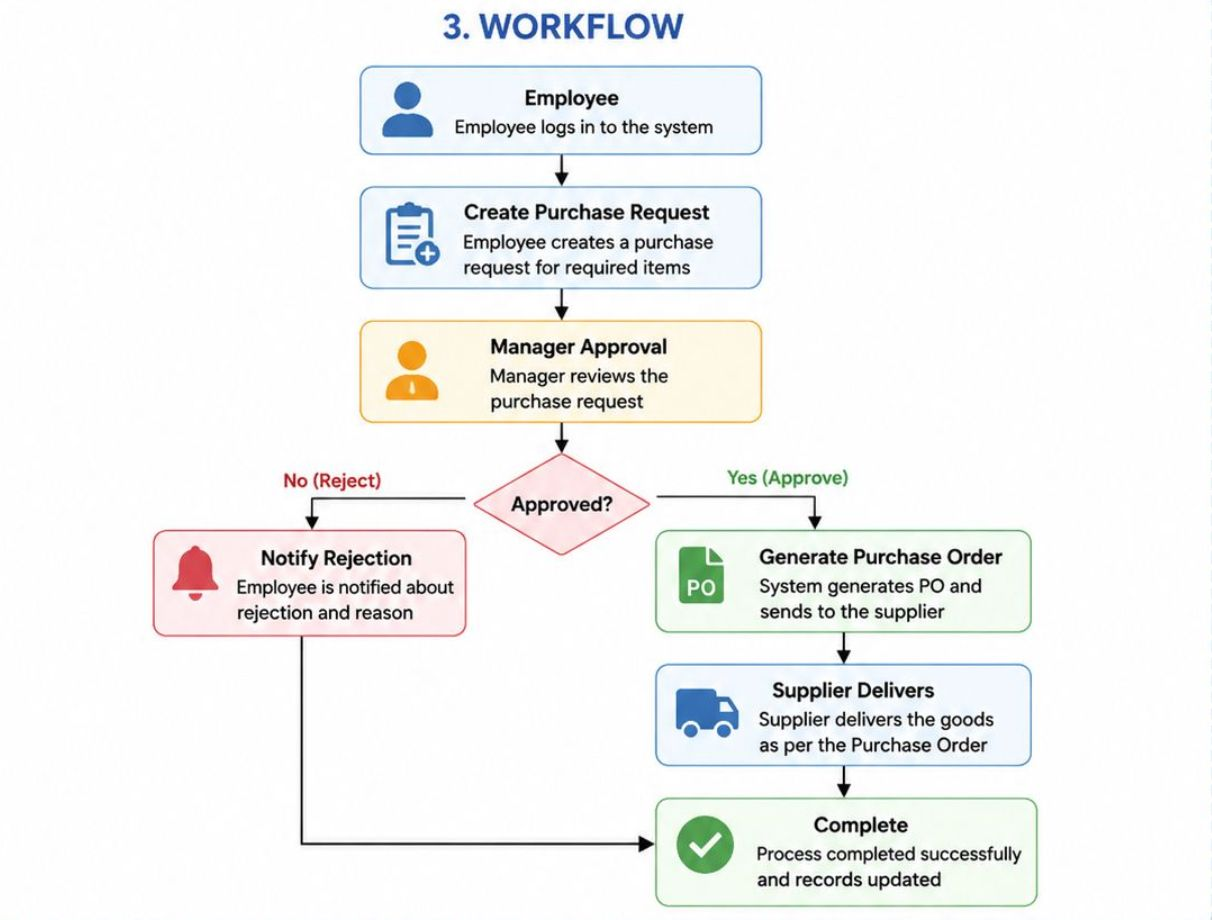 3. WORKFLOW
Employee
Employee logs in to the system
Create Purchase Request
Employee creates a purchase
request for required items
Manager Approval
Manager reviews the
purchase request
Approved?
No (Reject)
Yes (Approve)
Notify Rejection
Employee is notified about
rejection and reason
PO
Generate Purchase Order
System generates PO and
sends to the supplier
Supplier Delivers
Supplier delivers the goods
as per the Purchase Order
Complete
Process completed successfully
and records updated